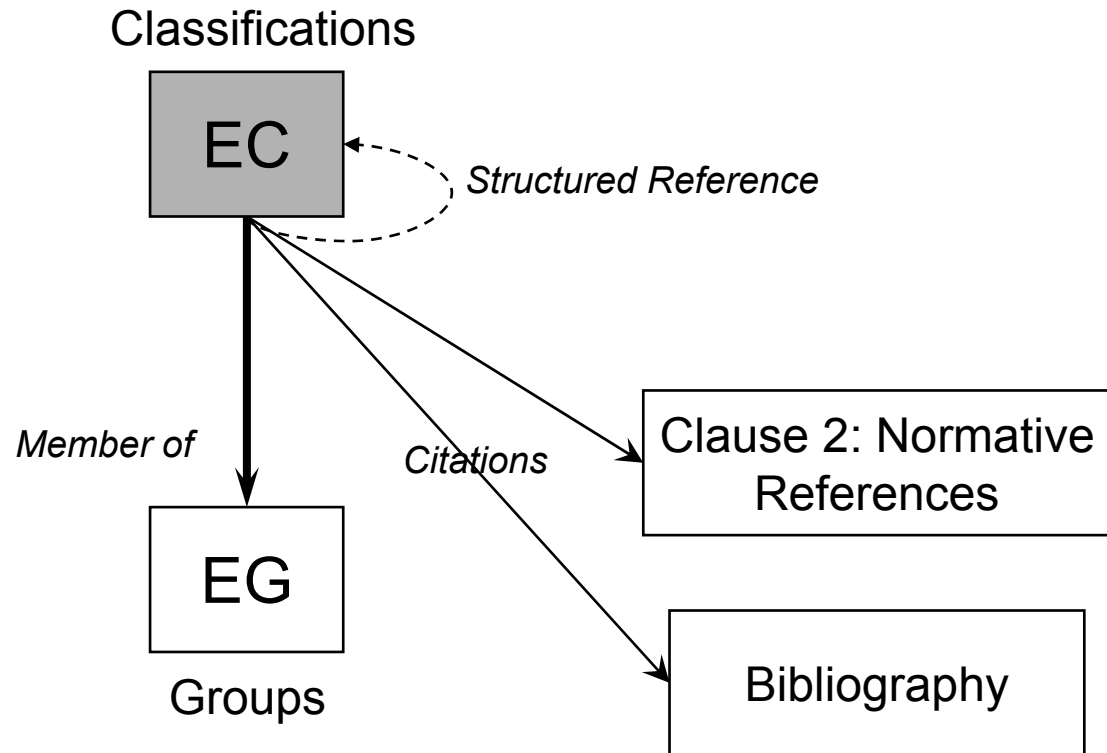 Classifications
EC
Structured Reference
Member of
Citations
Clause 2: Normative
References
EG
Bibliography
Groups